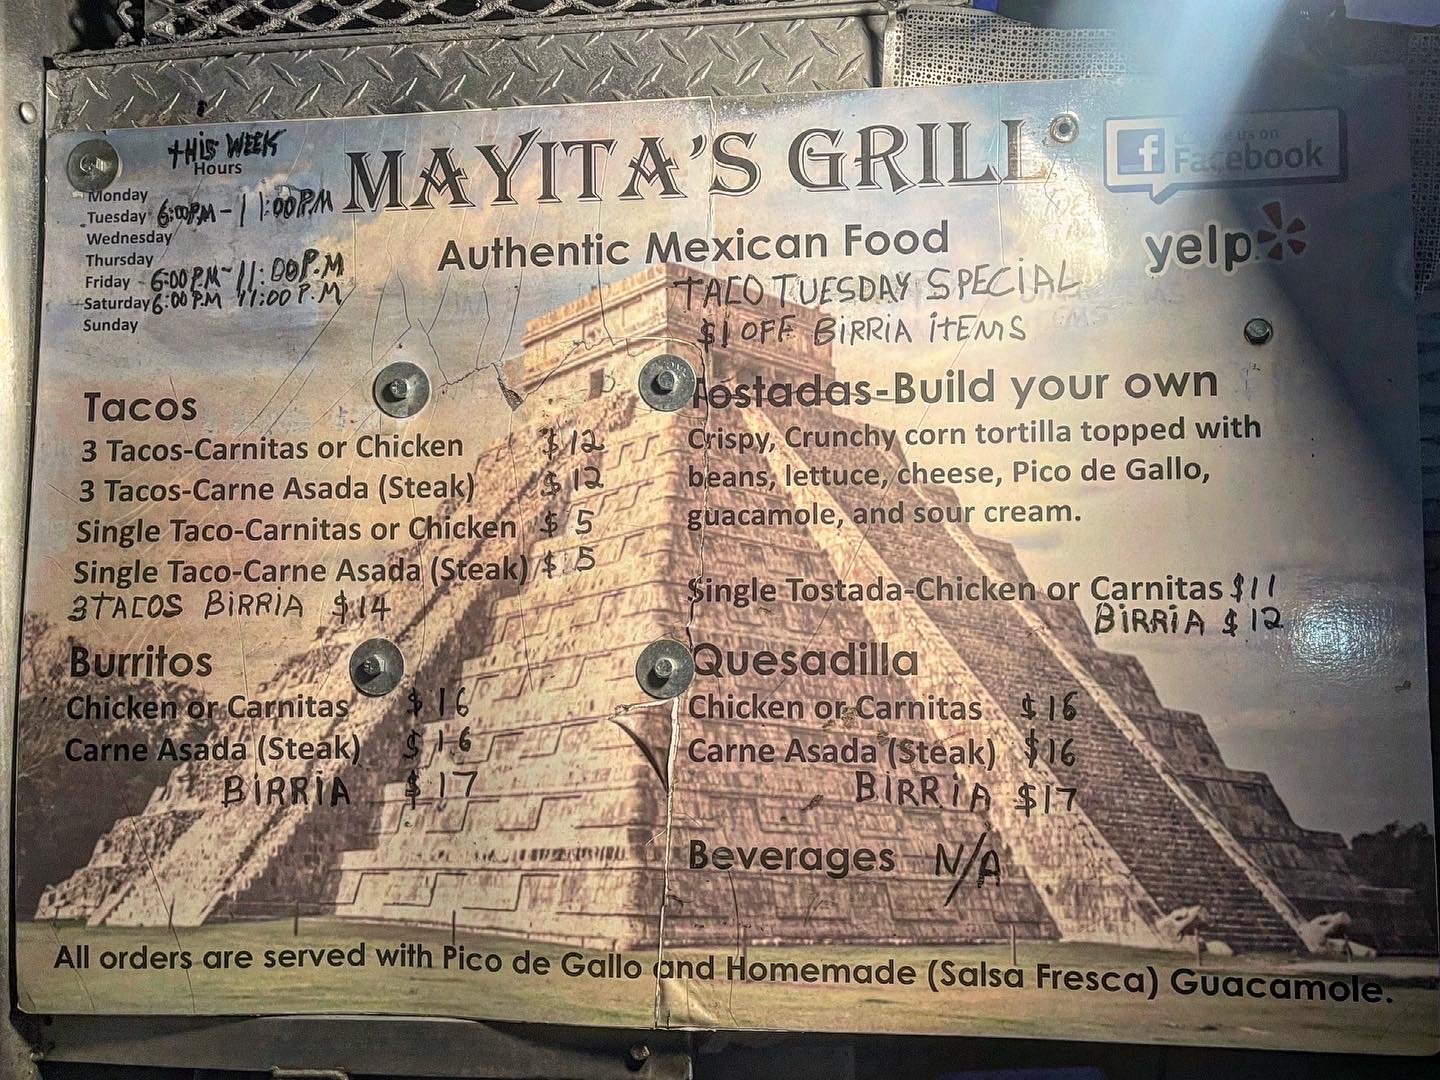 THIS WEEK
Hours
Monday
Tuesday 6:00PM - 11:00PM
Wednesday
Thursday
Friday - 6:00P.M - 11:00P.M
Saturday 6:00P.M 11:00P.M
Sunday
MAYITA'S GRILL
Authentic Mexican Food
us on
Facebook
yelp
TACO TUESDAY SPECIAL
$1 OFF BIRRIA ITEMS
Tacos
3 Tacos-Carnitas or Chicken $12
3 Tacos-Carne Asada (Steak) $12
Single Taco-Carnitas or Chicken $5
Single Taco-Carne Asada (Steak) $5
3 TACOS BIRRIA $14
Burritos
Chicken or Carnitas $16
Carne Asada (Steak) $16
BIRRIA $17
Tostadas-Build your own
Crispy, Crunchy corn tortilla topped with
beans, lettuce, cheese, Pico de Gallo,
guacamole, and sour cream.
Single Tostada-Chicken or Carnitas $11
BIRRIA $12
Quesadilla
Chicken or Carnitas $16
Carne Asada (Steak) $16
BIRRIA $17
Beverages N/A
All orders are served with Pico de Gallo and Homemade (Salsa Fresca) Guacamole.